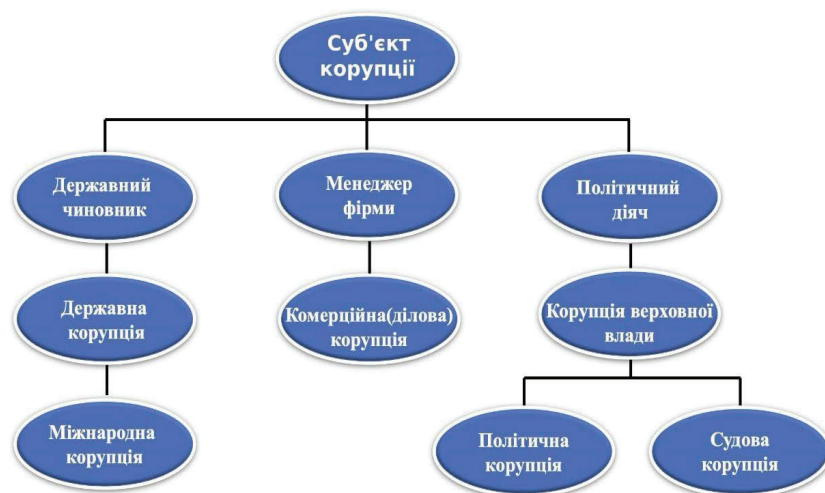 Суб'єкт
корупції
Державний
чиновник
Менеджер
фірми
Політичний
діяч
Державна
корупція
Комерційна(ділова)
корупція
Корупція верховної
влади
Міжнародна
корупція
Політична
корупція
Судова
корупція